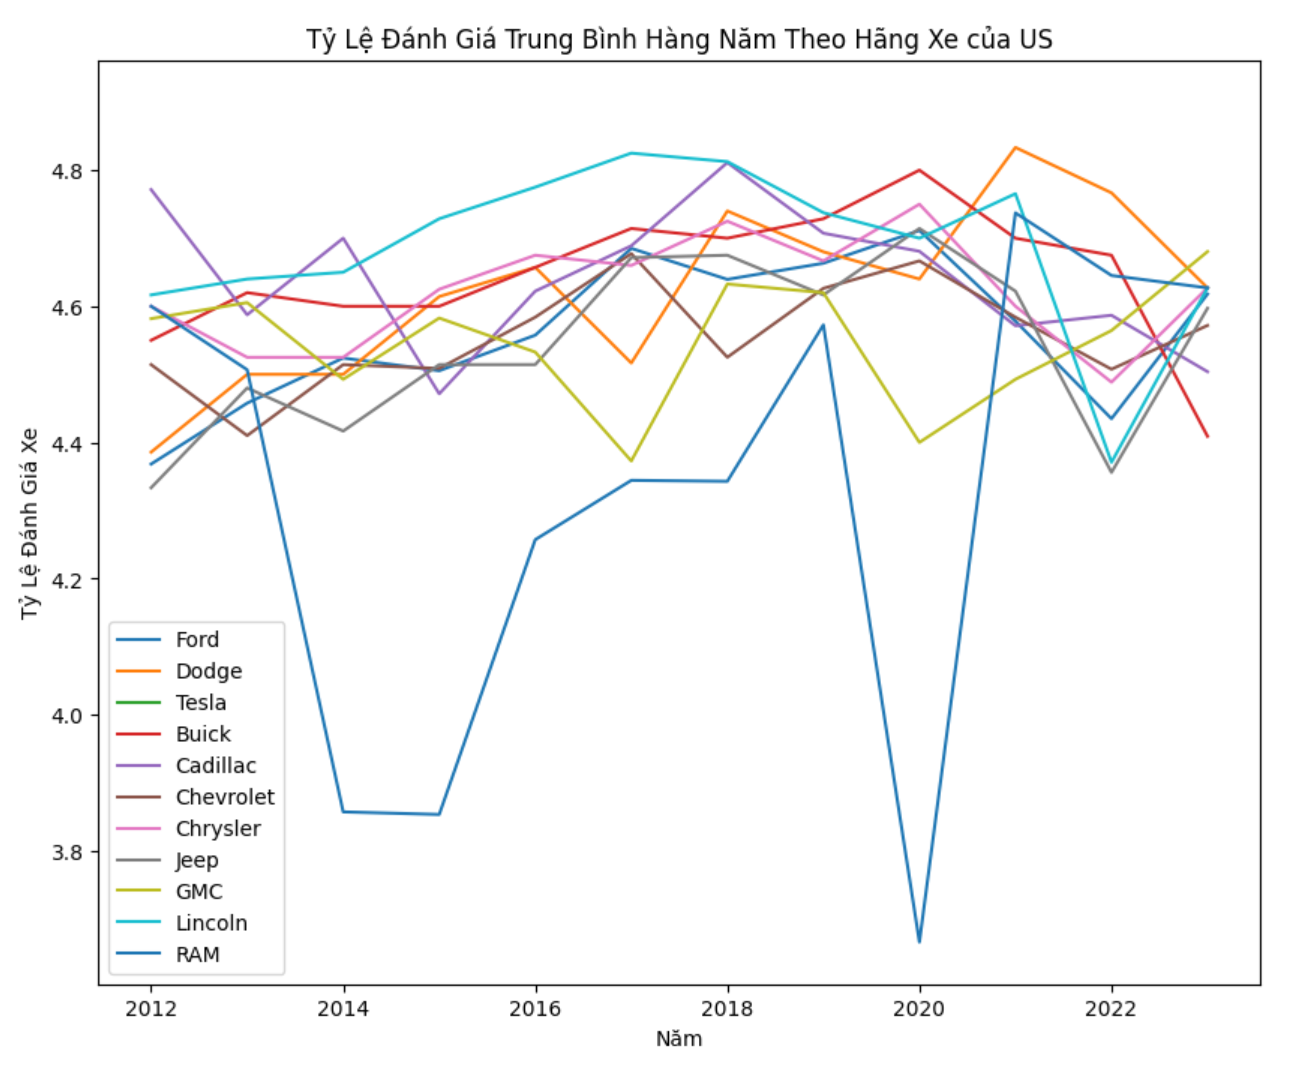 Tỷ Lệ Đánh Giá Trung Bình Hàng Năm Theo Hãng Xe của US
Tỷ Lệ Đánh Giá Xe
4.8
4.6
4.4
4.2
4.0
3.8
Ford
Dodge
Tesla
Buick
Cadillac
Chevrolet
Chrysler
Jeep
GMC
Lincoln
RAM
2012
2014
2016
2018
2020
2022
Năm